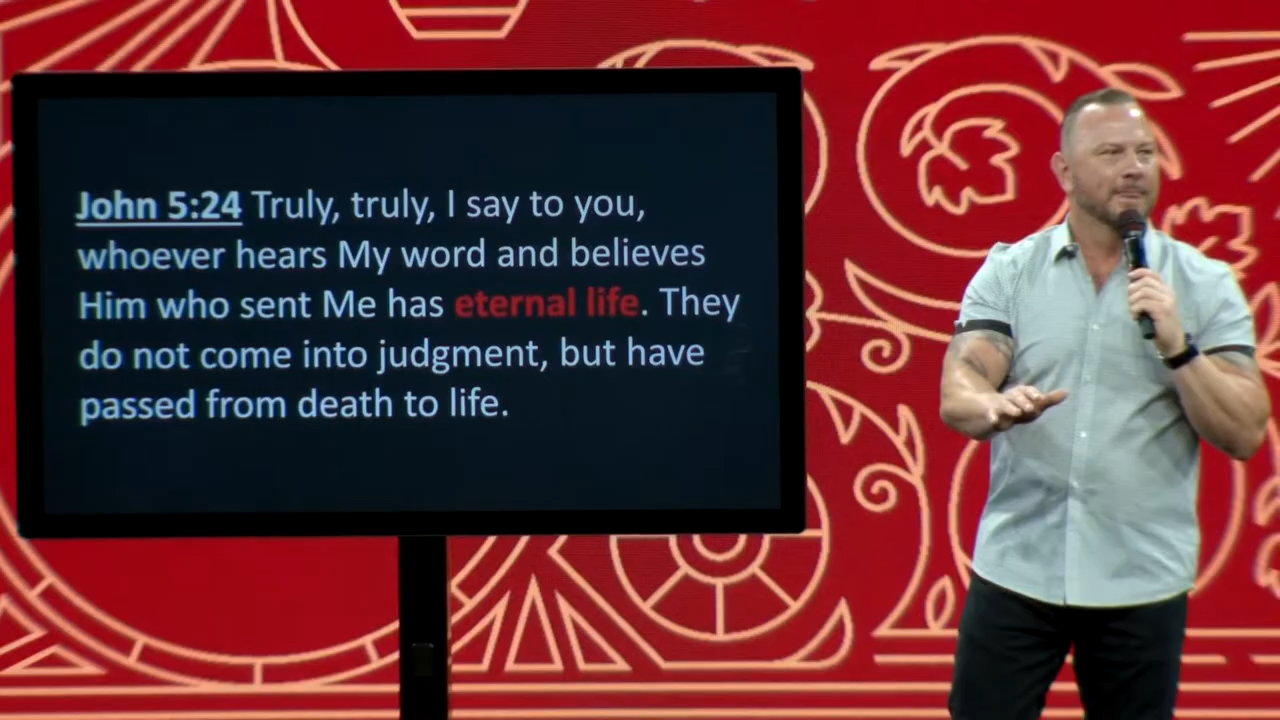 John 5:24 Truly, truly, I say to you,
whoever hears My word and believes
Him who sent Me has eternal life. They
do not come into judgment, but have
passed from death to life.